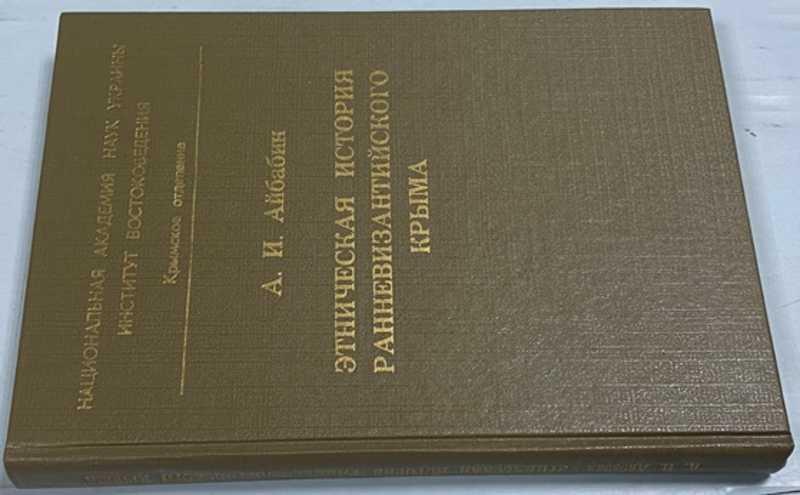 НАЦИОНАЛЬНАЯ АКАДЕМИЯ НАУК УКРАИНЫ
ИНСТИТУТ ВОСТОКОВЕДЕНИЯ
Крымское отделение
А. И. Айбабин
ЭТНИЧЕСКАЯ ИСТОРИЯ
РАННЕВИЗАНТИЙСКОГО
КРЫМА